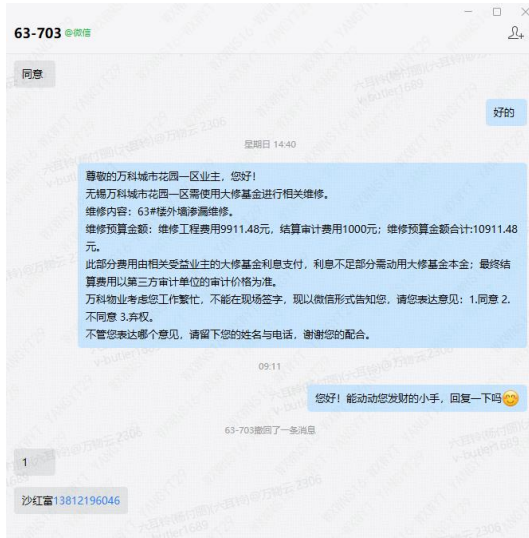 63-703 @微信
同意
好的
星期日 14:40
尊敬的万科城市花园一区业主，您好！
无锡万科城市花园一区需使用大修基金进行相关维修。
维修内容：63#楼外墙渗漏维修。
维修预算金额：维修工程费用9911.48元，结算审计费用1000元；维修预算金额合计:10911.48
元。
此部分费用由相关受益业主的大修基金利息支付，利息不足部分需动用大修基金本金；最终结
算费用以第三方审计单位的审计价格为准。
万科物业考虑您工作繁忙，不能在现场签字，现以微信形式告知您，请您表达意见：1.同意 2.
不同意 3.弃权。
不管您表达哪个意见，请留下您的姓名与电话，谢谢您的配合。
09:11
您好！能动动您发财的小手，回复一下吗
63-703撤回了一条消息
1
沙红富13812196046